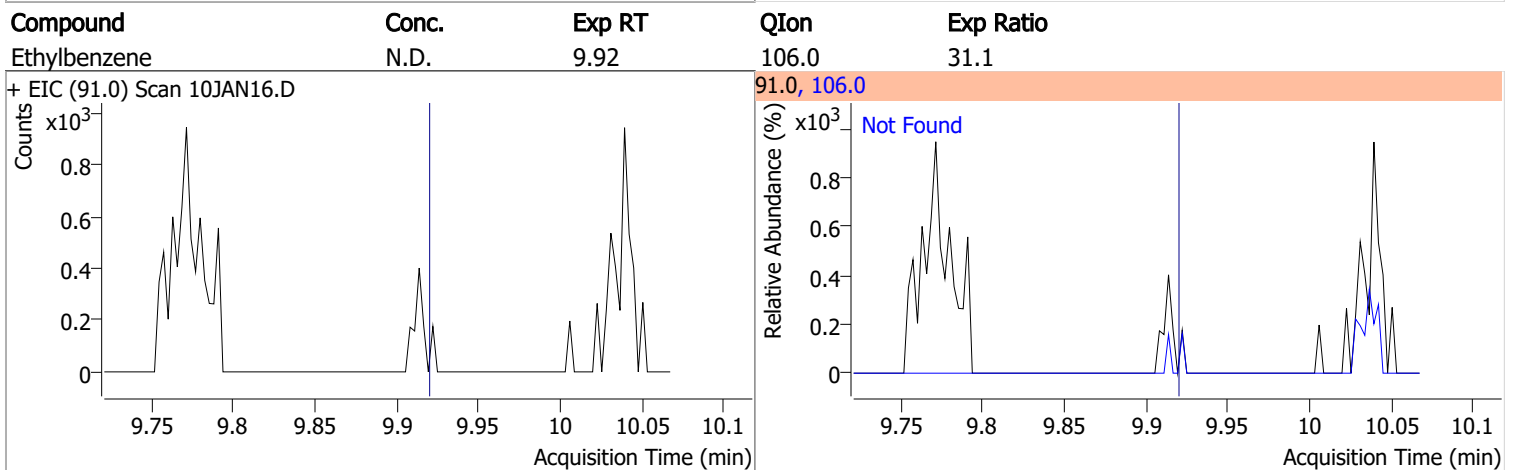 Compound Conc. Exp RT QIon Exp Ratio
Ethylbenzene N.D. 9.92 106.0 31.1
+ EIC (91.0) Scan 10JAN16.D
Counts
x10³
0.8
0.6
0.4
0.2
0
9.75 9.8 9.85 9.9 9.95 10 10.05 10.1
Acquisition Time (min)
91.0, 106.0
Relative Abundance (%)
x10³
Not Found
0.8
0.6
0.4
0.2
0
9.75 9.8 9.85 9.9 9.95 10 10.05 10.1
Acquisition Time (min)